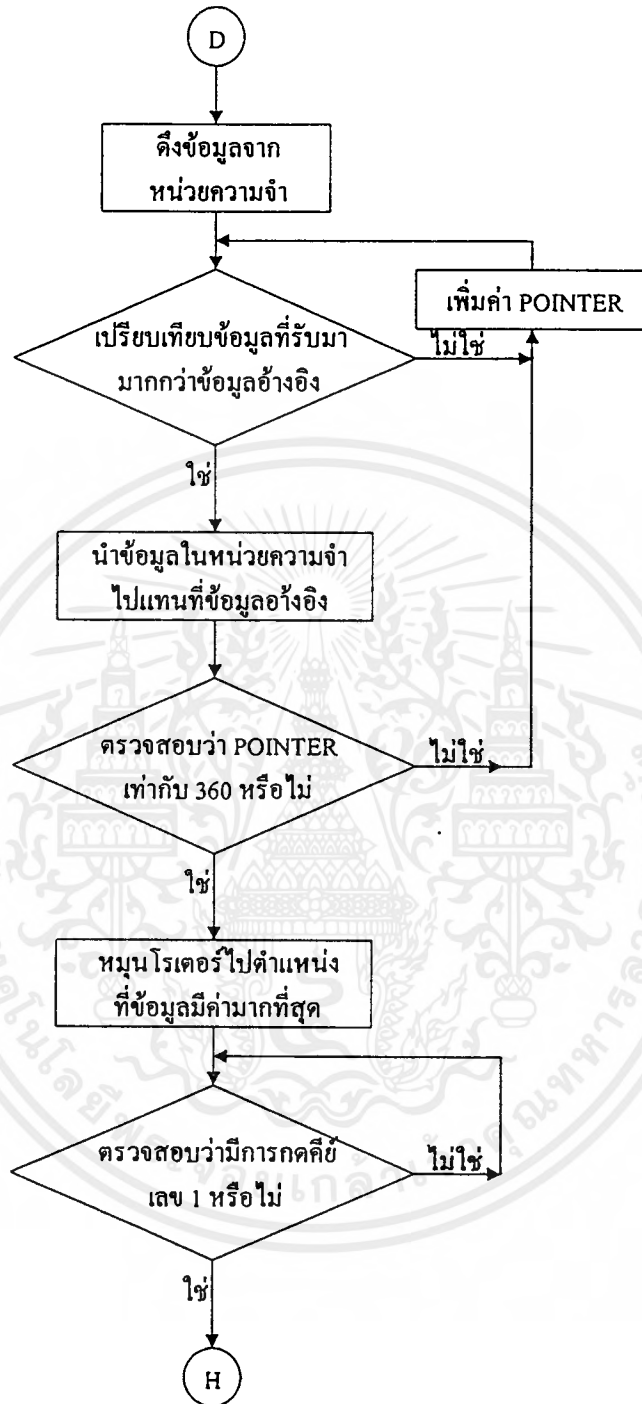 D
ดึงข้อมูลจาก
หน่วยความจำ
เพิ่มค่า POINTER
เปรียบเทียบข้อมูลที่รับมา
มากกว่าข้อมูลอ้างอิง
ไม่ใช่
ใช่
นำข้อมูลในหน่วยความจำ
ไปแทนที่ข้อมูลอ้างอิง
ตรวจสอบว่า POINTER
เท่ากับ 360 หรือไม่
ไม่ใช่
ใช่
หมุนโรเตอร์ไปตำแหน่ง
ที่ข้อมูลมีค่ามากที่สุด
ตรวจสอบว่ามีการกดคีย์
เลข 1 หรือไม่
ไม่ใช่
ใช่
H